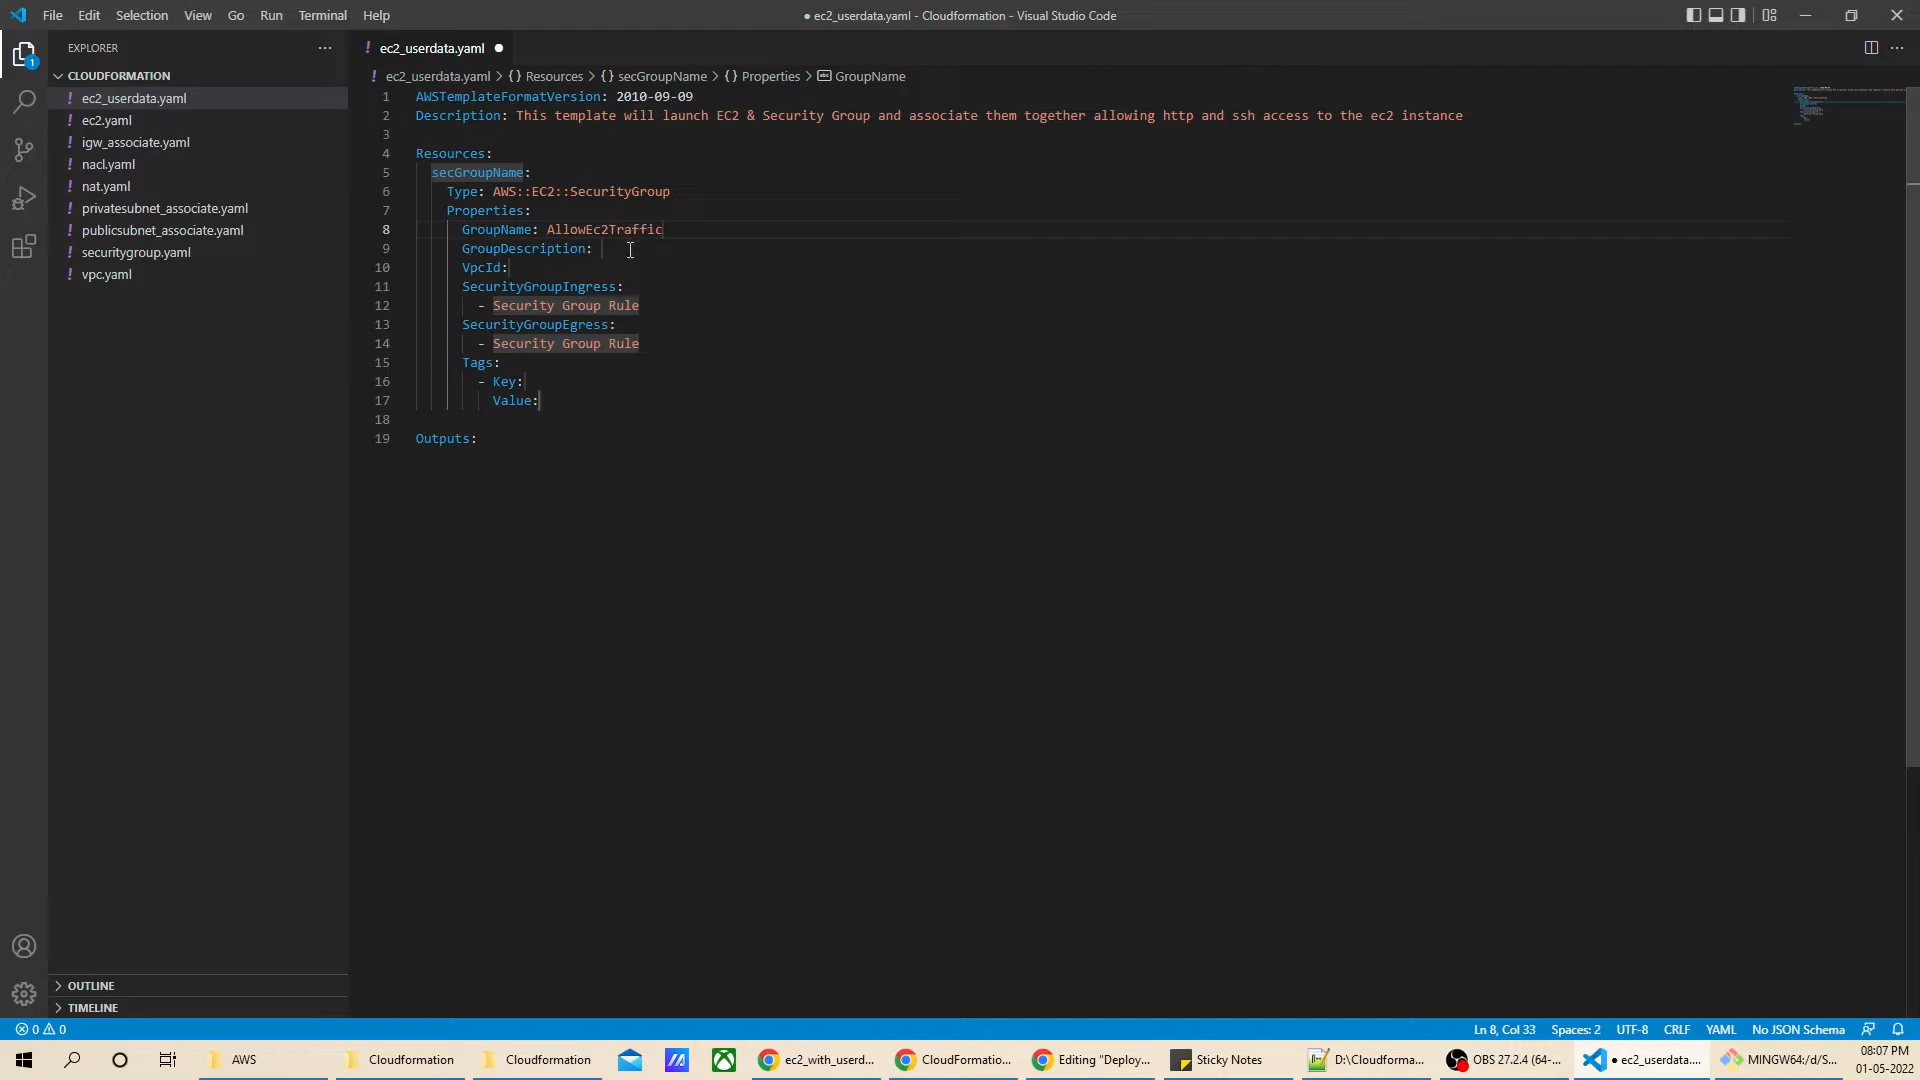 File Edit Selection View Go Run Terminal Help
● ec2_userdata.yaml - Cloudformation - Visual Studio Code
EXPLORER
1
CLOUDFORMATION
! ec2_userdata.yaml
! ec2.yaml
! igw_associate.yaml
! nacl.yaml
! nat.yaml
! privatesubnet_associate.yaml
! publicsubnet_associate.yaml
! securitygroup.yaml
! vpc.yaml
OUTLINE
TIMELINE
! ec2_userdata.yaml ●
! ec2_userdata.yaml > {} Resources > {} secGroupName > {} Properties > abc GroupName
1 AWSTemplateFormatVersion: 2010-09-09
2 Description: This template will launch EC2 & Security Group and associate them together allowing http and ssh access to the ec2 instance
3
4 Resources:
5 secGroupName:
6 Type: AWS::EC2::SecurityGroup
7 Properties:
8 GroupName: AllowEc2Traffic
9 GroupDescription:
10 VpcId:
11 SecurityGroupIngress:
12 - Security Group Rule
13 SecurityGroupEgress:
14 - Security Group Rule
15 Tags:
16 - Key:
17 Value:
18
19 Outputs:
0 0 Ln 8, Col 33 Spaces: 2 UTF-8 CRLF YAML No JSON Schema
AWS Cloudformation Cloudformation ec2_with_userd... CloudFormatio... Editing "Deploy... Sticky Notes D:\Cloudforma... OBS 27.2.4 (64-... ● ec2_userdata.... MINGW64:/d/S... 08:07 PM
01-05-2022